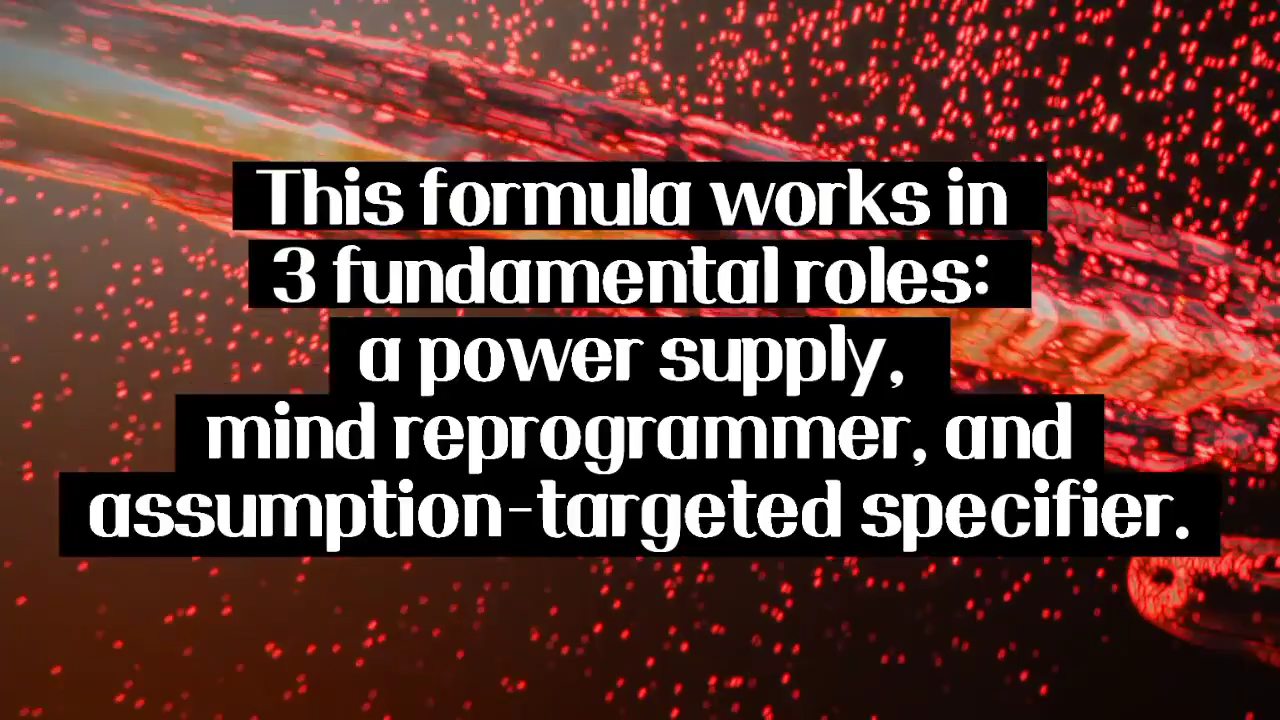 This formula works in
3 fundamental roles:
a power supply,
mind reprogrammer, and
assumption-targeted specifier.